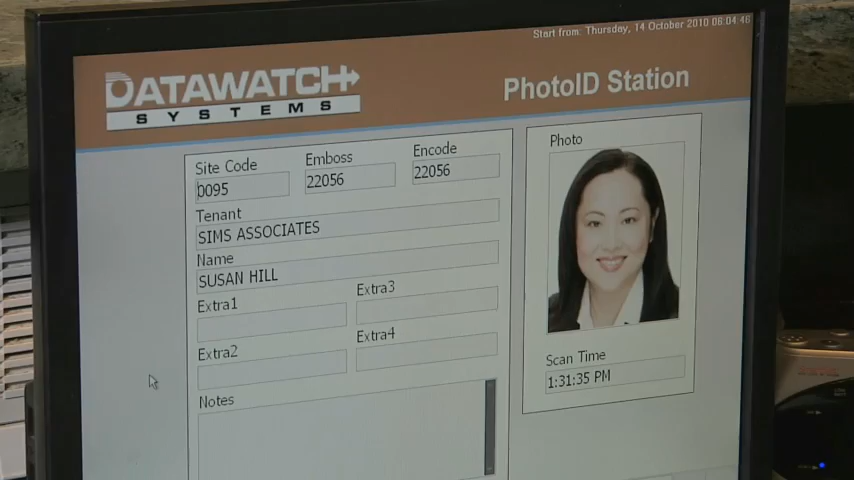 Start from: Thursday, 14 October 2010 06:04:46
DATAWATCH
SYSTEMS
PhotoID Station
Site Code
Emboss
Encode
0095
22056
22056
Tenant
SIMS ASSOCIATES
Name
SUSAN HILL
Extra1
Extra3
Extra2
Extra4
Notes
Photo
Scan Time
1:31:35 PM